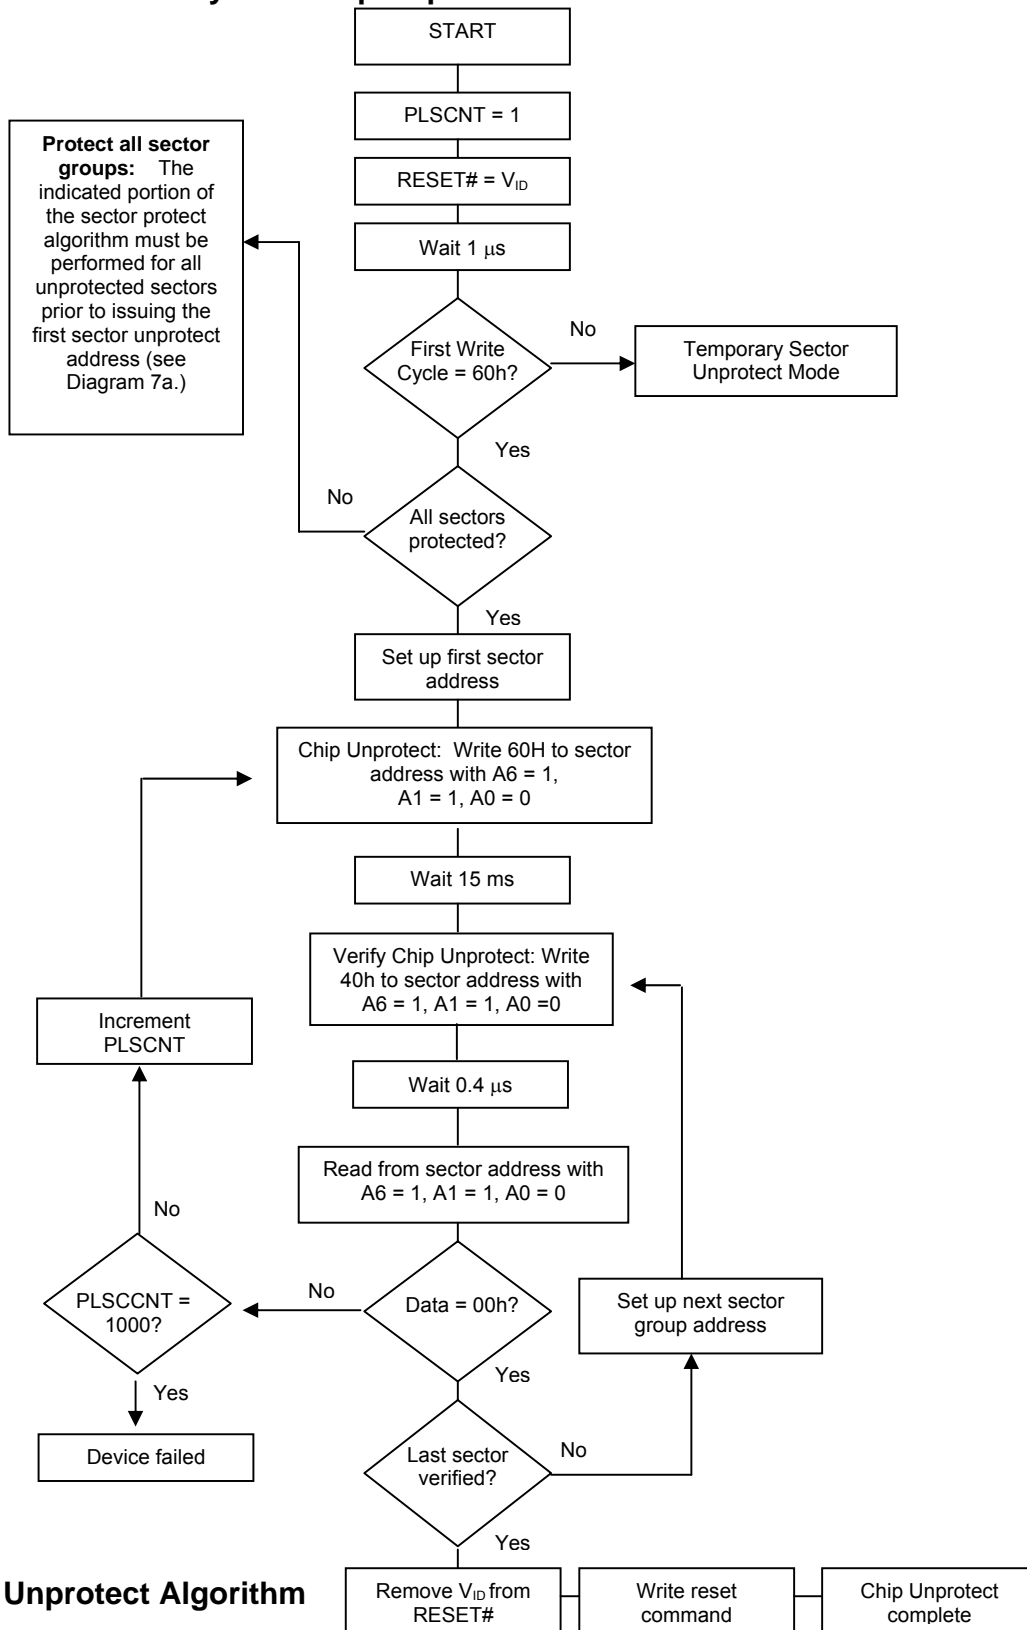 START
PLSCNT = 1
RESET# = VID
Wait 1 μs
Protect all sector
groups: The
indicated portion of
the sector protect
algorithm must be
performed for all
unprotected sectors
prior to issuing the
first sector unprotect
address (see
Diagram 7a.)
First Write
Cycle = 60h?
No
Temporary Sector
Unprotect Mode
Yes
No
All sectors
protected?
Yes
Set up first sector
address
Chip Unprotect: Write 60H to sector
address with A6 = 1,
A1 = 1, A0 = 0
Wait 15 ms
Verify Chip Unprotect: Write
40h to sector address with
A6 = 1, A1 = 1, A0 =0
Increment
PLSCNT
Wait 0.4 μs
Read from sector address with
A6 = 1, A1 = 1, A0 = 0
No
PLSCCNT =
1000?
No
Data = 00h?
Set up next sector
group address
Yes
Yes
Device failed
Last sector
verified?
No
Yes
Unprotect Algorithm
Remove VID from
RESET#
Write reset
command
Chip Unprotect
complete